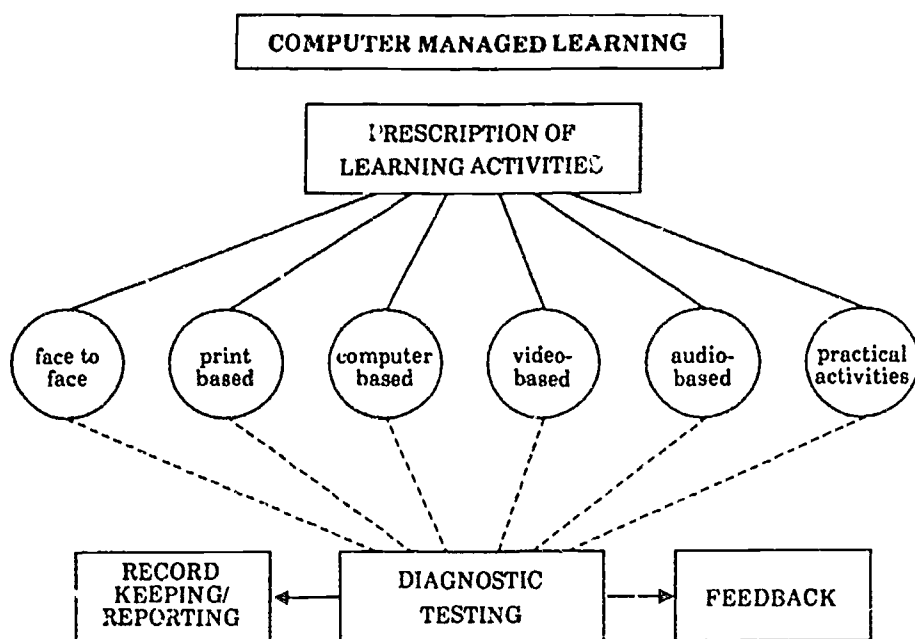 COMPUTER MANAGED LEARNING
PRESCRIPTION OF
LEARNING ACTIVITIES
face to
face
print
based
computer
based
video-
based
audio-
based
practical
activities
RECORD
KEEPING/
REPORTING
DIAGNOSTIC
TESTING
FEEDBACK